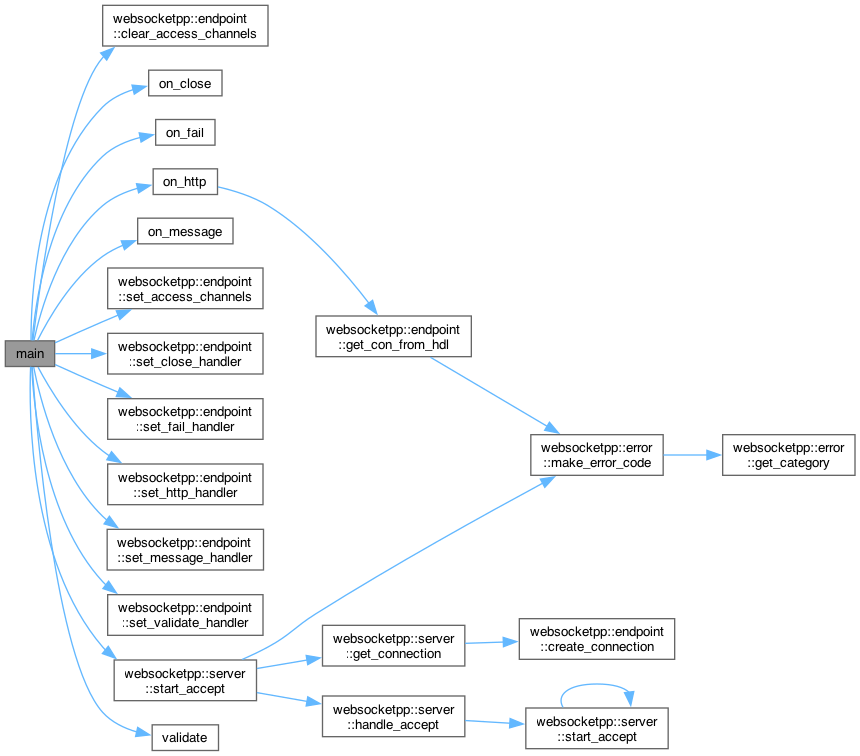 websocketpp::endpoint
::clear_access_channels
on_close
on_fail
on_http
on_message
websocketpp::endpoint
::set_access_channels
main
websocketpp::endpoint
::set_close_handler
websocketpp::endpoint
::set_fail_handler
websocketpp::endpoint
::set_http_handler
websocketpp::endpoint
::set_message_handler
websocketpp::endpoint
::set_validate_handler
websocketpp::server
::start_accept
validate
websocketpp::endpoint
::get_con_from_hdl
websocketpp::error
::make_error_code
websocketpp::error
::get_category
websocketpp::server
::get_connection
websocketpp::endpoint
::create_connection
websocketpp::server
::handle_accept
websocketpp::server
::start_accept